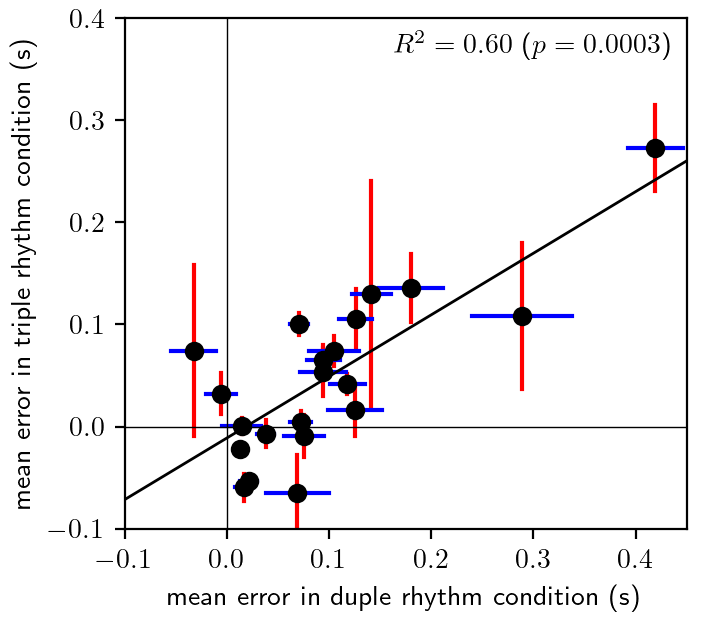 R² = 0.60 (p = 0.0003)
mean error in triple rhythm condition (s)
0.4
0.3
0.2
0.1
0.0
−0.1
−0.1 0.0 0.1 0.2 0.3 0.4
mean error in duple rhythm condition (s)